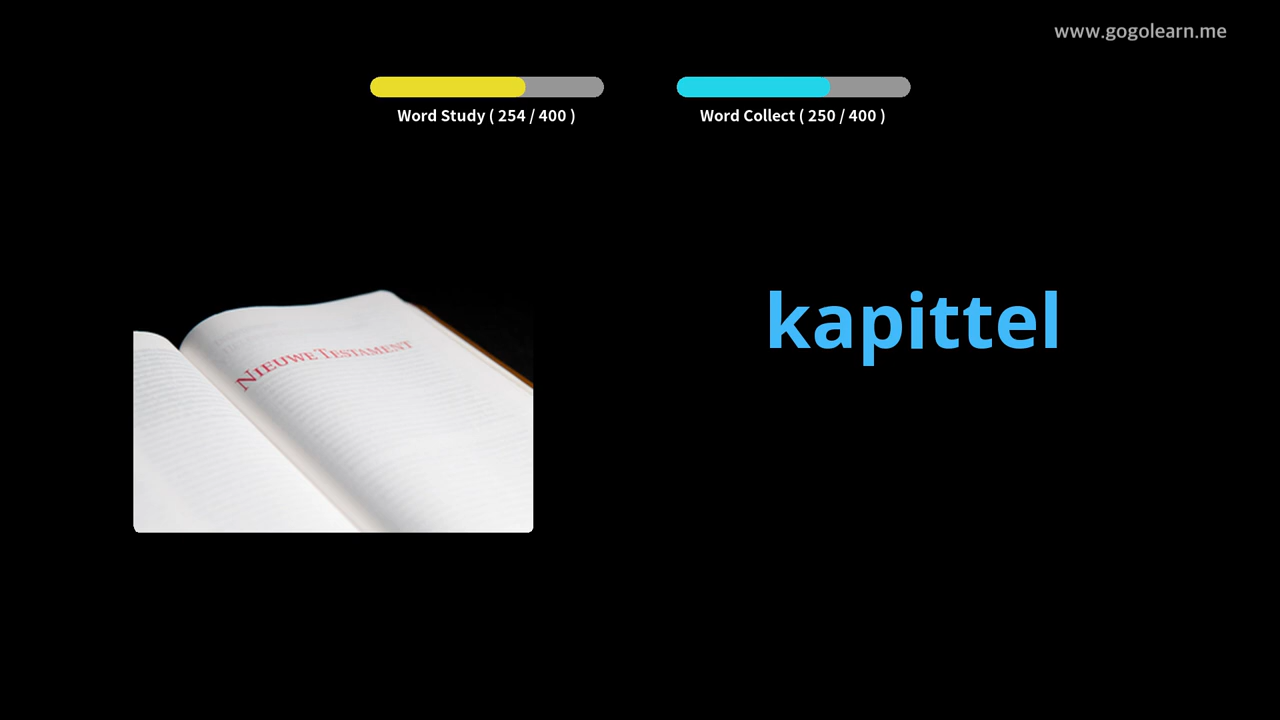 www.gogolearn.me
Word Study ( 254 / 400 )
Word Collect ( 250 / 400 )
kapittel
NIEUWE TESTAMENT